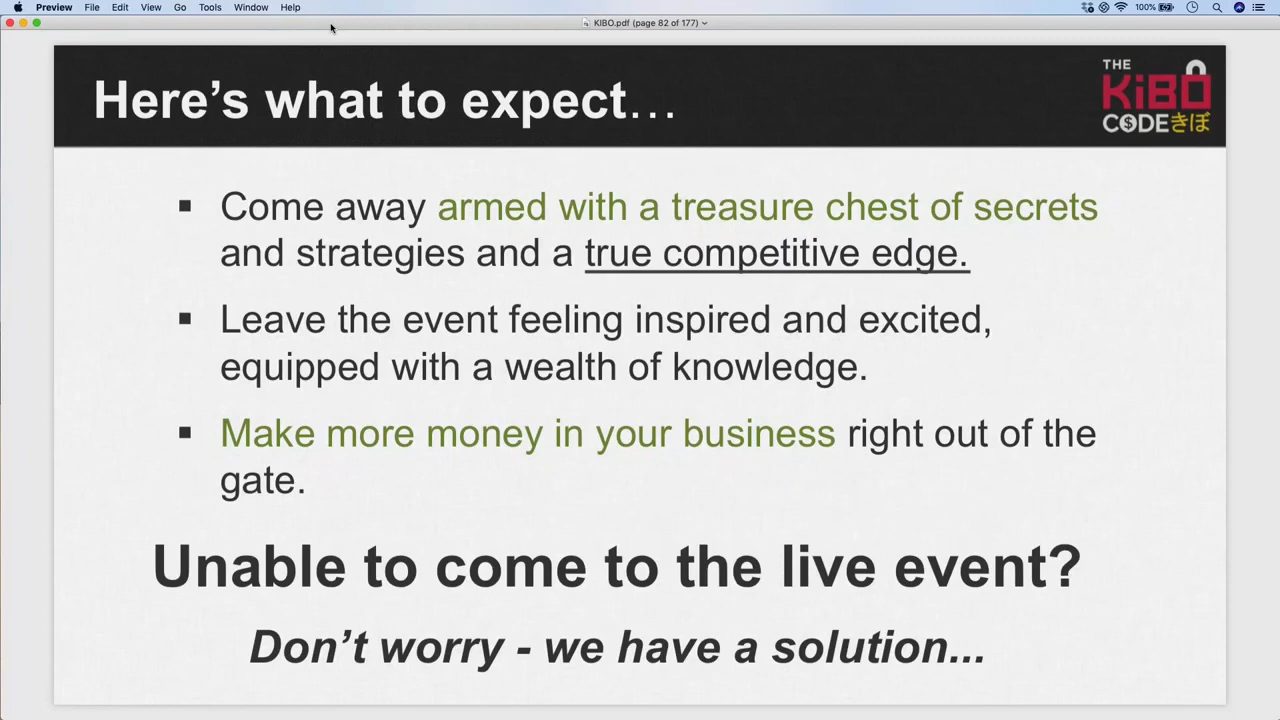 Preview File Edit View Go Tools Window Help 100%
KIBO.pdf (page 82 of 177)
Here’s what to expect…
THE
KiBO
CODEきぼ
▪ Come away armed with a treasure chest of secrets
and strategies and a true competitive edge.
▪ Leave the event feeling inspired and excited,
equipped with a wealth of knowledge.
▪ Make more money in your business right out of the
gate.
Unable to come to the live event?
Don’t worry - we have a solution...